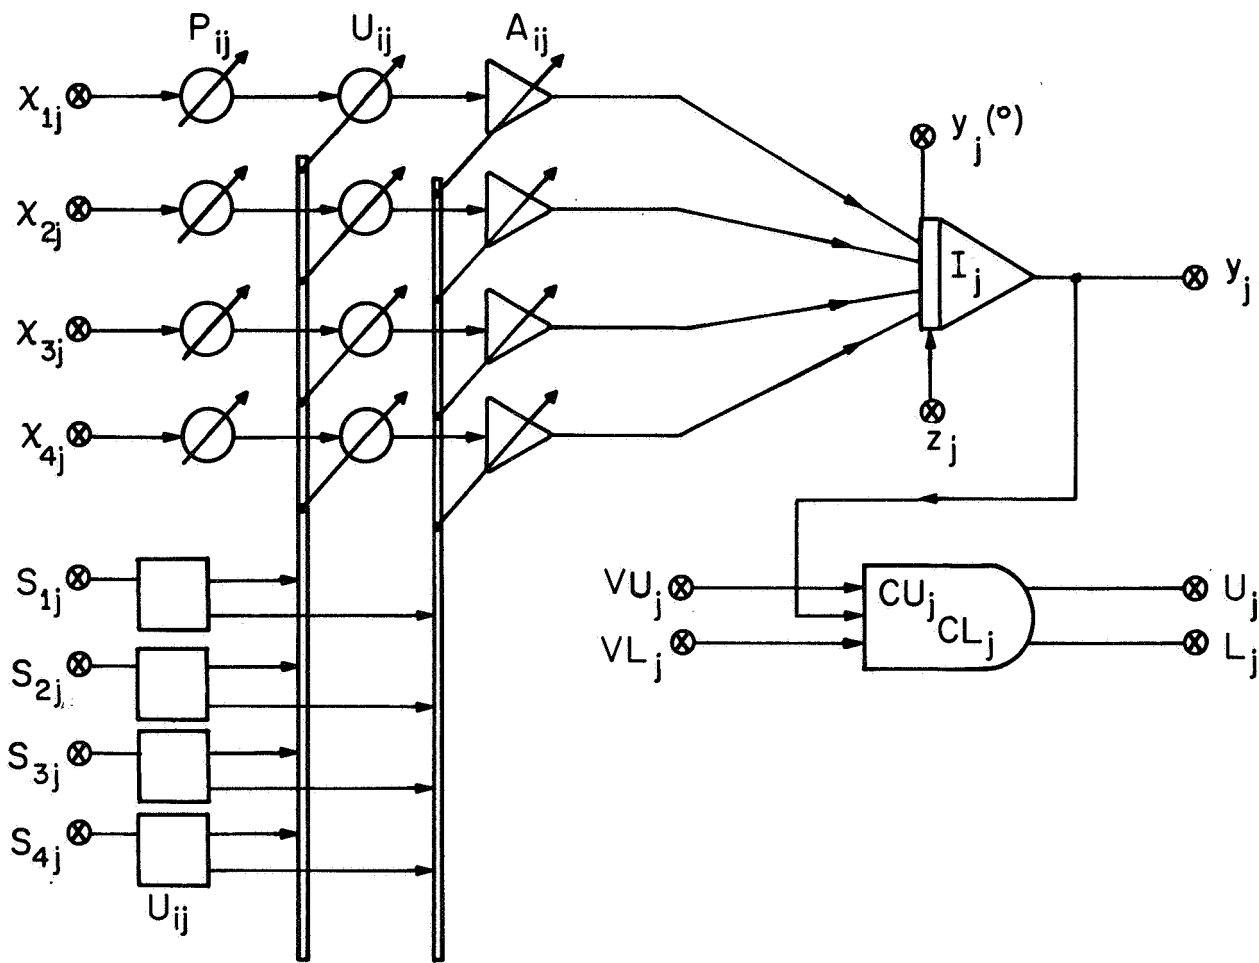 P_ij U_ij A_ij
χ_1j
y_j(°)
χ_2j
I_j
y_j
χ_3j
χ_4j
z_j
S_1j
VU_j
CU_j
U_j
CL_j
VL_j
L_j
S_2j
S_3j
S_4j
U_ij